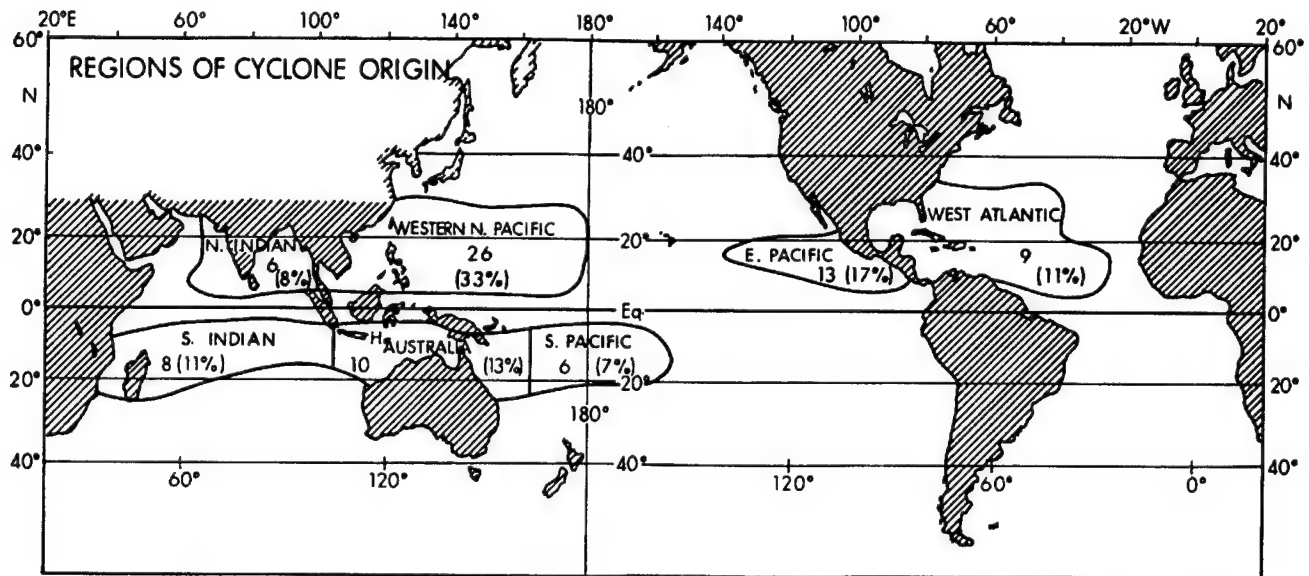 20°E 60° 100° 140° 180° 140° 100° 60° 20°W 20°
60° 60°
REGIONS OF CYCLONE ORIGIN
N N
180°
40° 40° 40°
WESTERN N. PACIFIC WEST ATLANTIC
N. INDIAN
20° 20° 20°
26 E. PACIFIC 9
6 (8%) (33%) 13 (17%) (11%)
0° Eq. 0°
S. INDIAN H. AUSTRALIA S. PACIFIC
8 (11%) 10 (13%) 6 (7%)
20° 20° 20°
180°
40° 40° 40°
60° 120° 120° 60° 0°